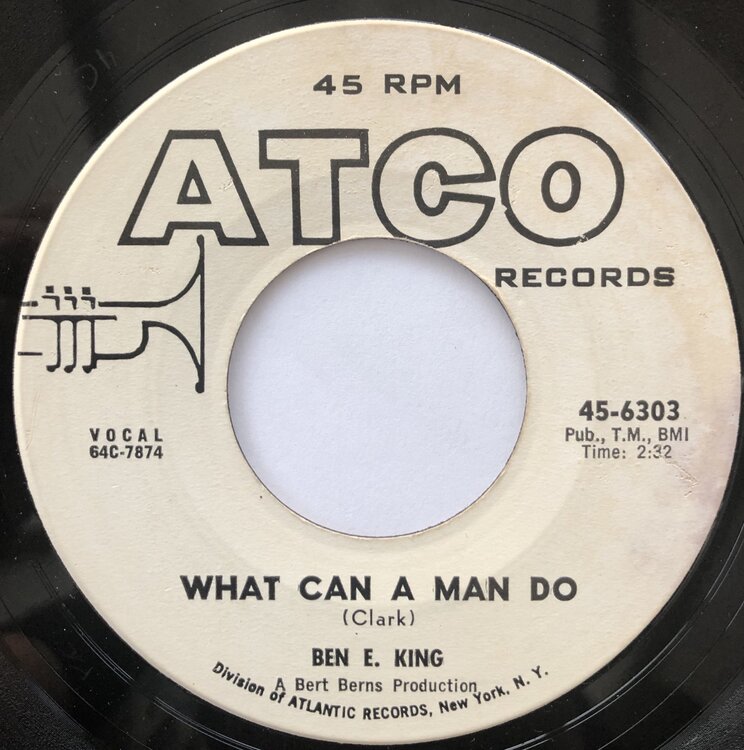 45 RPM
ATCO
RECORDS
VOCAL
64C-7874
45-6303
Pub., T.M., BMI
Time: 2:32
WHAT CAN A MAN DO
(Clark)
BEN E. KING
A Bert Berns Production
Division of ATLANTIC RECORDS, New York, N. Y.